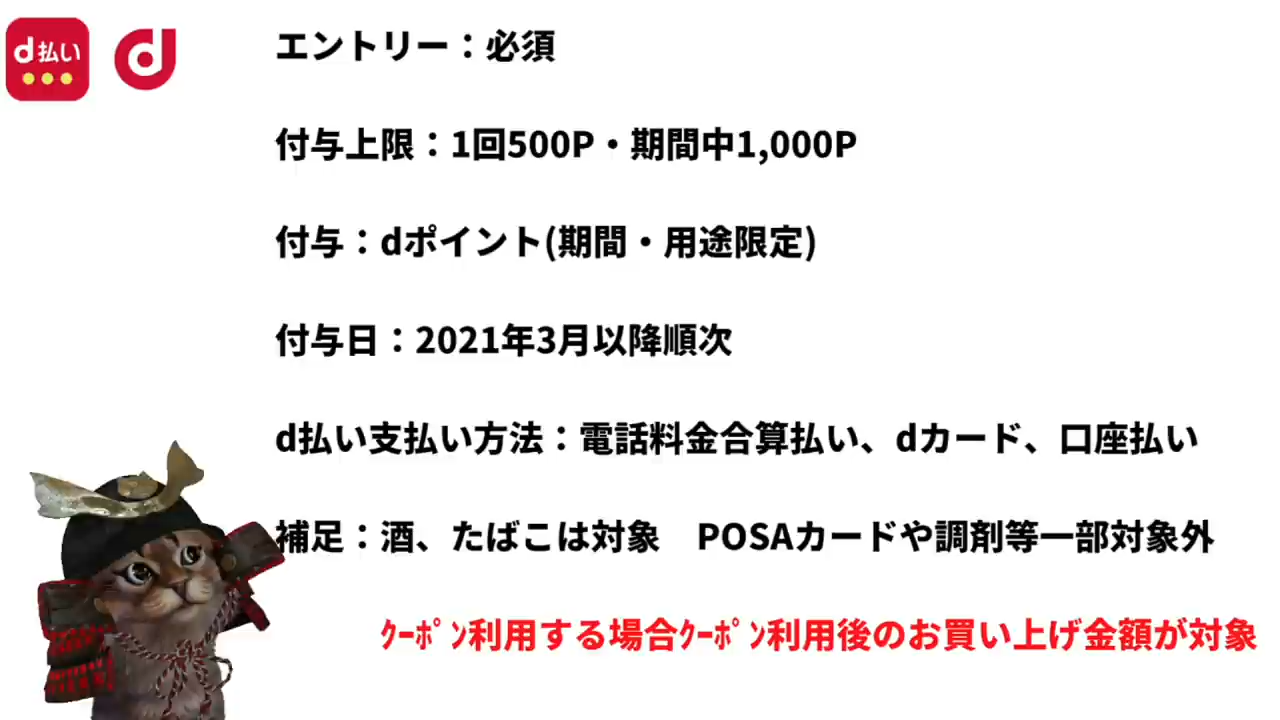 d払い
d
エントリー：必須
付与上限：1回500P・期間中1,000P
付与：dポイント(期間・用途限定)
付与日：2021年3月以降順次
d払い支払い方法：電話料金合算払い、dカード、口座払い
補足：酒、たばこは対象　POSAカードや調剤等一部対象外
ｸｰﾎﾟﾝ利用する場合ｸｰﾎﾟﾝ利用後のお買い上げ金額が対象